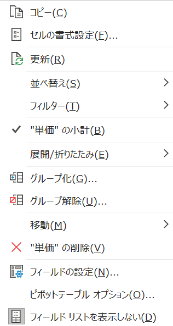 コピー(C)
セルの書式設定(F)...
更新(R)
並べ替え(S)
フィルター(T)
"単価" の小計(B)
展開/折りたたみ(E)
グループ化(G)...
グループ解除(U)...
移動(M)
"単価" の削除(V)
フィールドの設定(N)...
ピボットテーブル オプション(O)...
フィールド リストを表示しない(D)